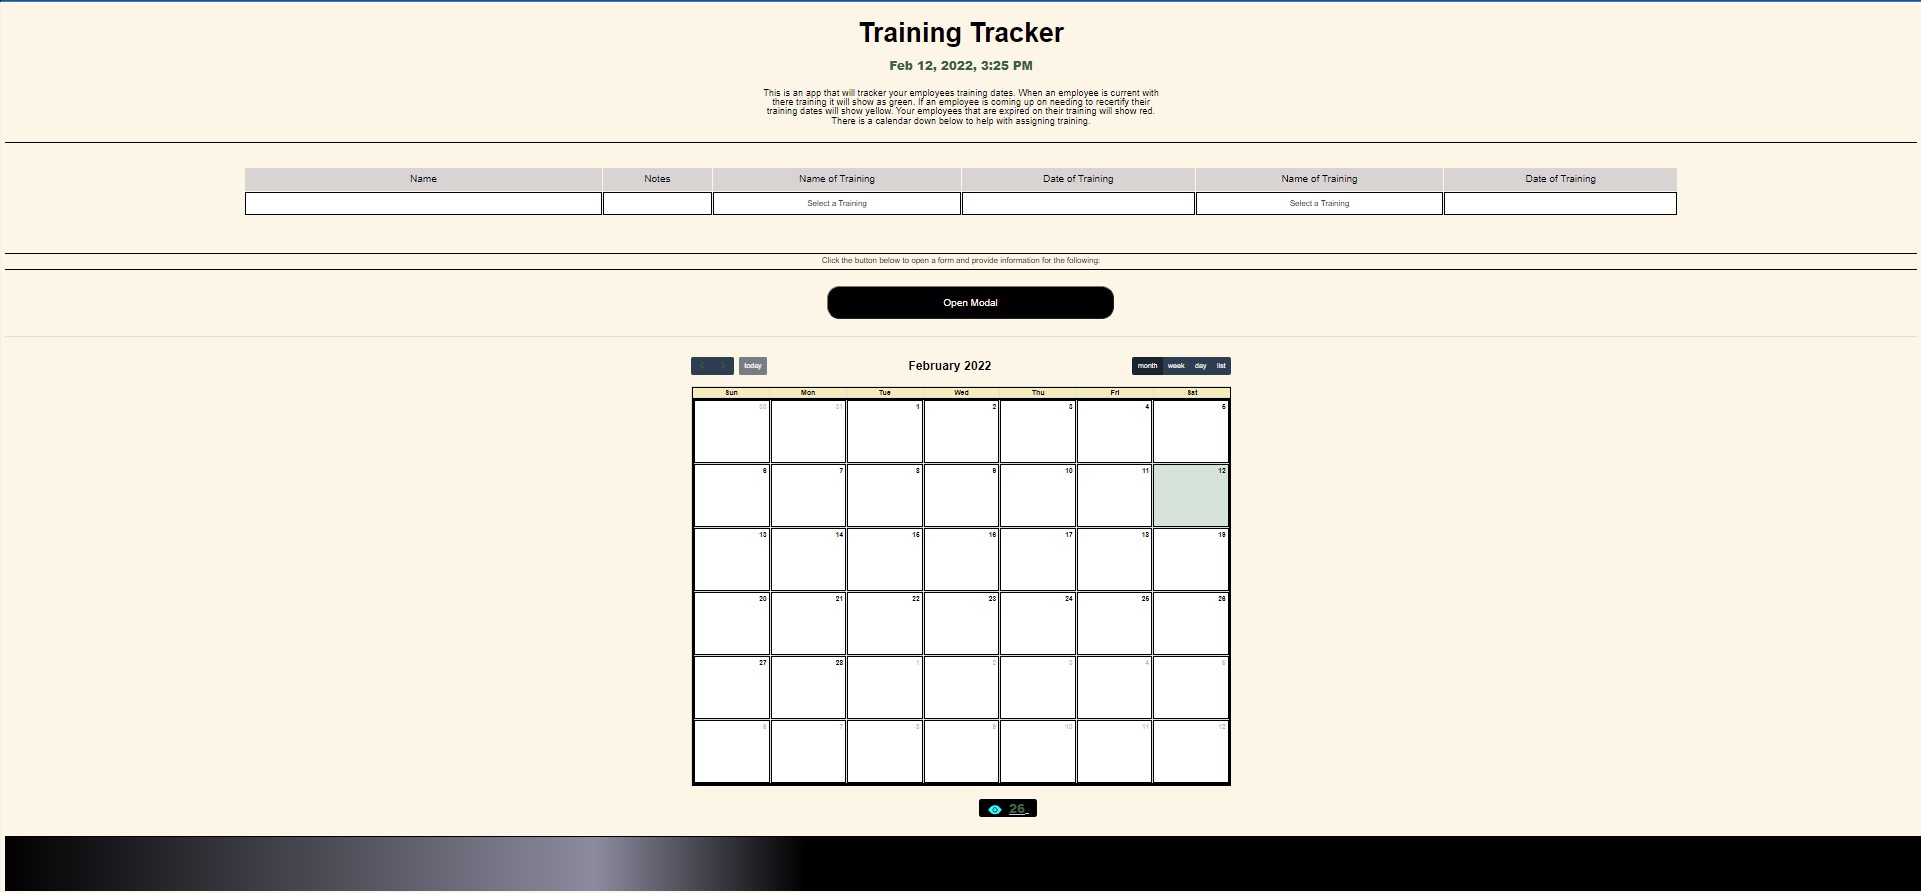 Training Tracker
Feb 12, 2022, 3:25 PM
This is an app that will tracker your employees training dates. When an employee is current with
there training it will show as green. If an employee is coming up on needing to recertify their
training dates will show yellow. Your employees that are expired on their training will show red.
There is a calendar down below to help with assigning training.
Name Notes Name of Training Date of Training Name of Training Date of Training
Select a Training Select a Training
Click the button below to open a form and provide information for the following:
Open Modal
today February 2022 month week day list
Sun Mon Tue Wed Thu Fri Sat
30 31 1 2 3 4 5
6 7 8 9 10 11 12
13 14 15 16 17 18 19
20 21 22 23 24 25 26
27 28 1 2 3 4 5
6 7 8 9 10 11 12
26